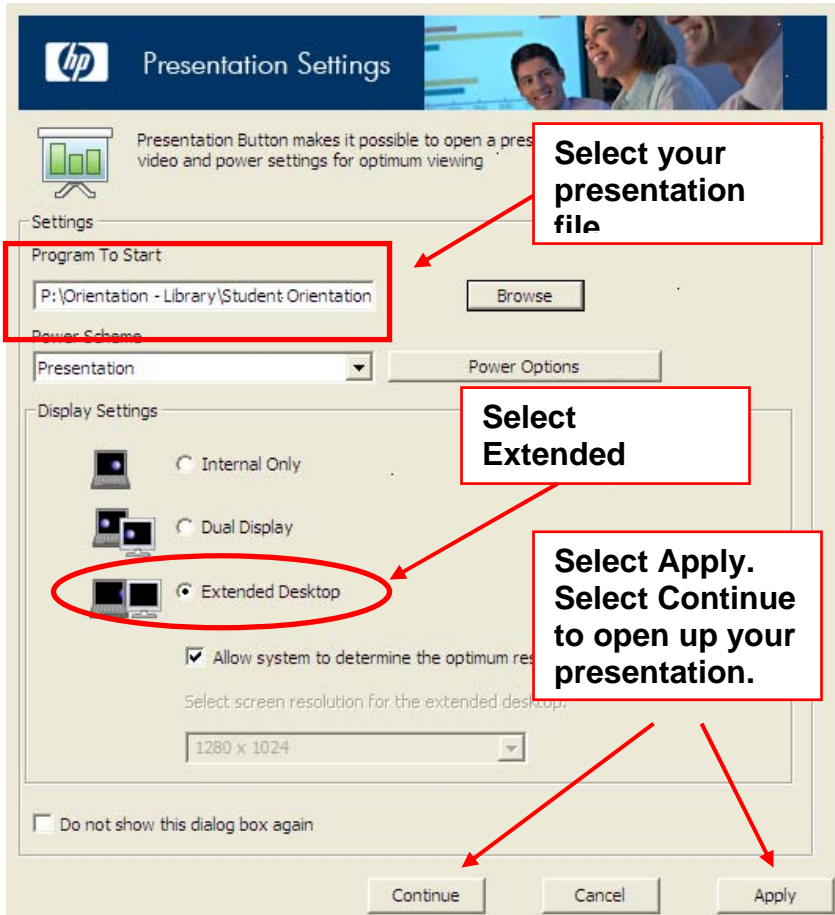 hp
Presentation Settings
Presentation Button makes it possible to open a pres
video and power settings for optimum viewing
Select your
presentation
file
Settings
Program To Start
P:\Orientation - Library\Student Orientation
Browse
Power Scheme
Presentation
Power Options
Display Settings
Select
Extended
Internal Only
Dual Display
Extended Desktop
Select Apply.
Select Continue
to open up your
presentation.
Allow system to determine the optimum res
Select screen resolution for the extended desktop.
1280 x 1024
Do not show this dialog box again
Continue
Cancel
Apply